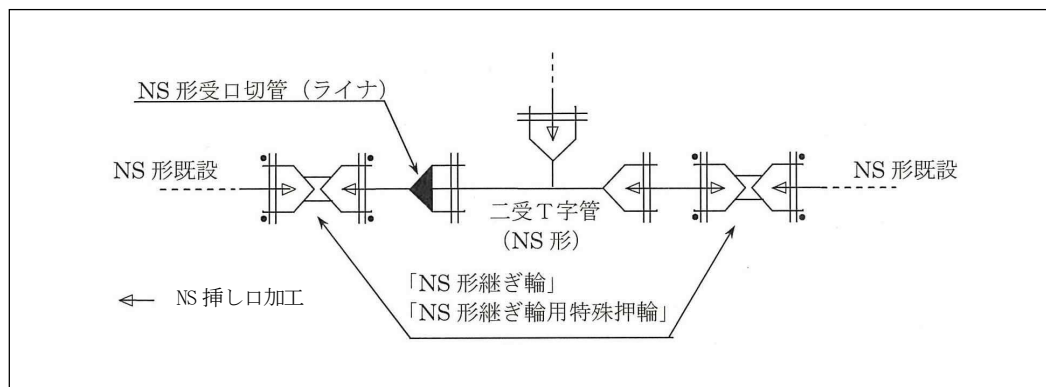 NS 形受口切管（ライナ）
NS 形既設
NS 形既設
二受Ｔ字管
（NS 形）
「NS 形継ぎ輪」
「NS 形継ぎ輪用特殊押輪」
NS 挿し口加工